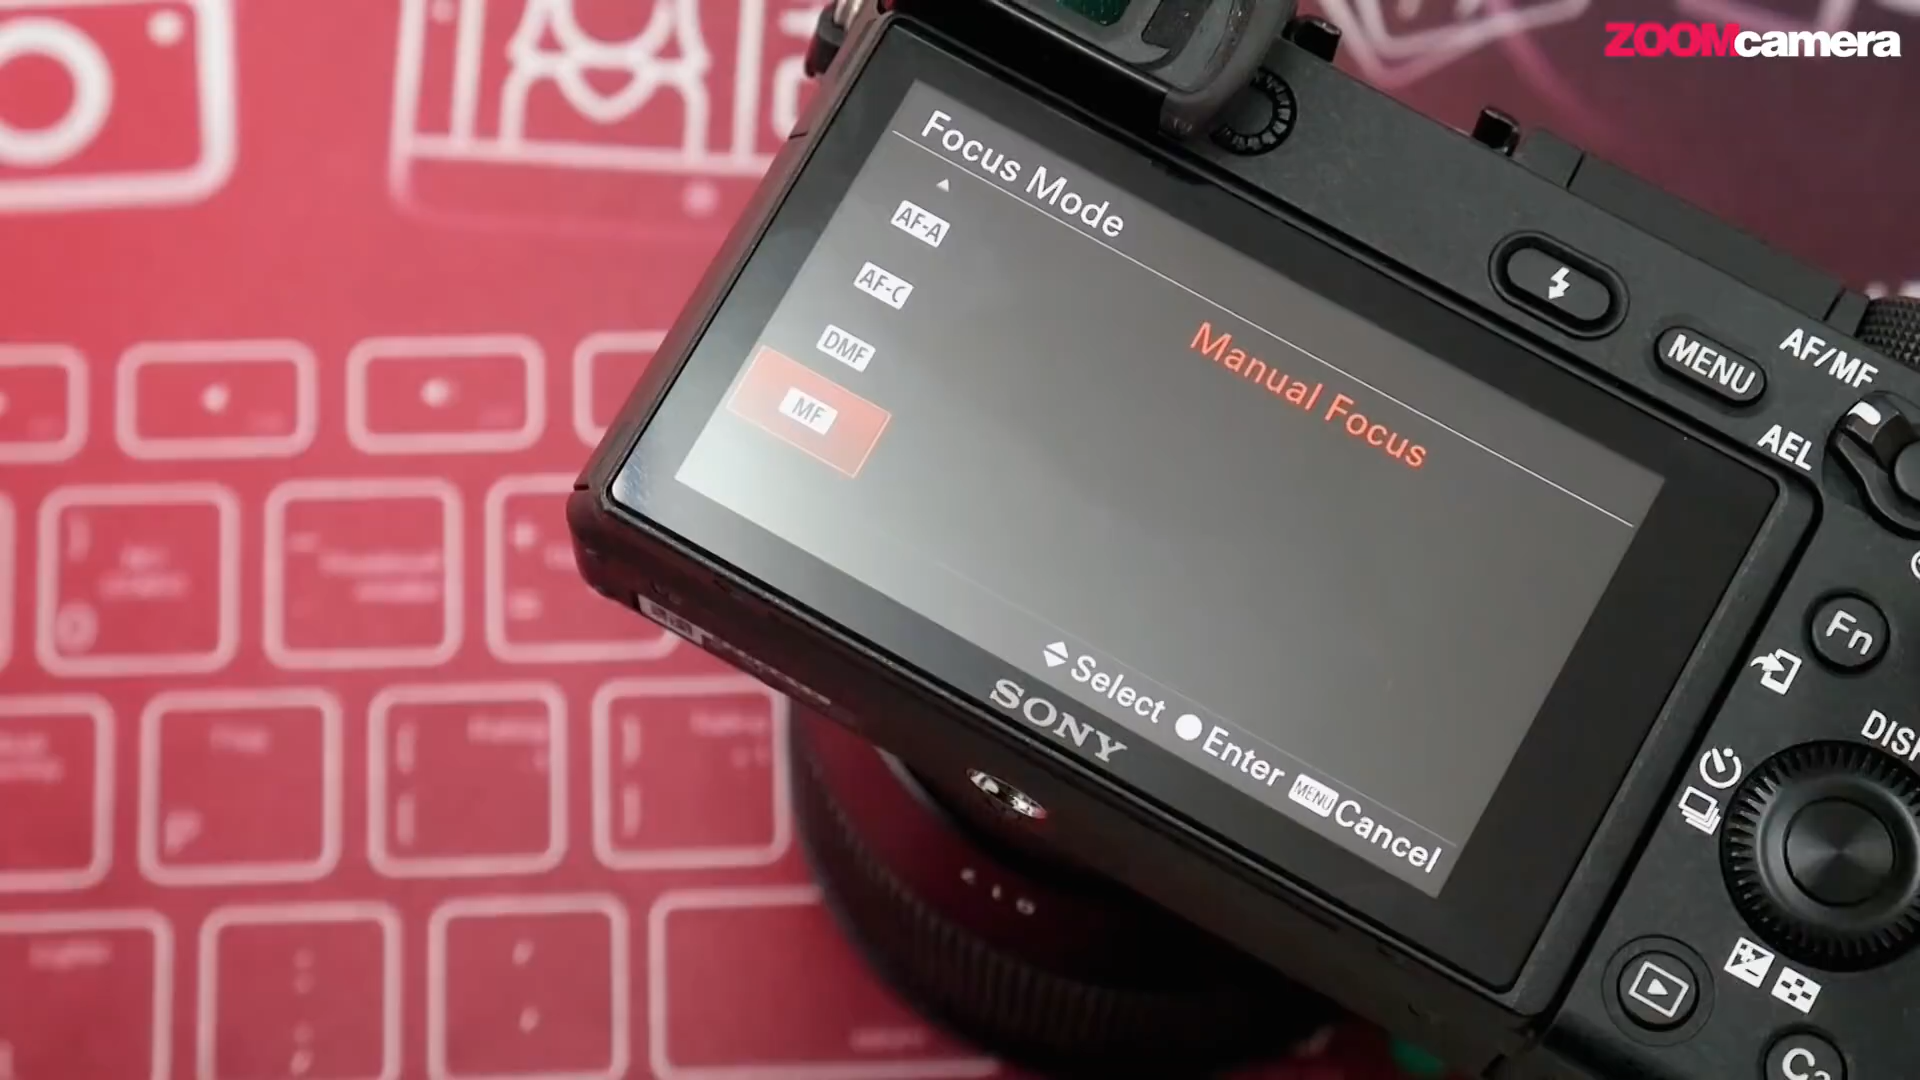 ZOOMcamera
Focus Mode
AF-A
AF-C
DMF
MF
Manual Focus
Select Enter MENU Cancel
SONY
MENU
AF/MF
AEL
Fn